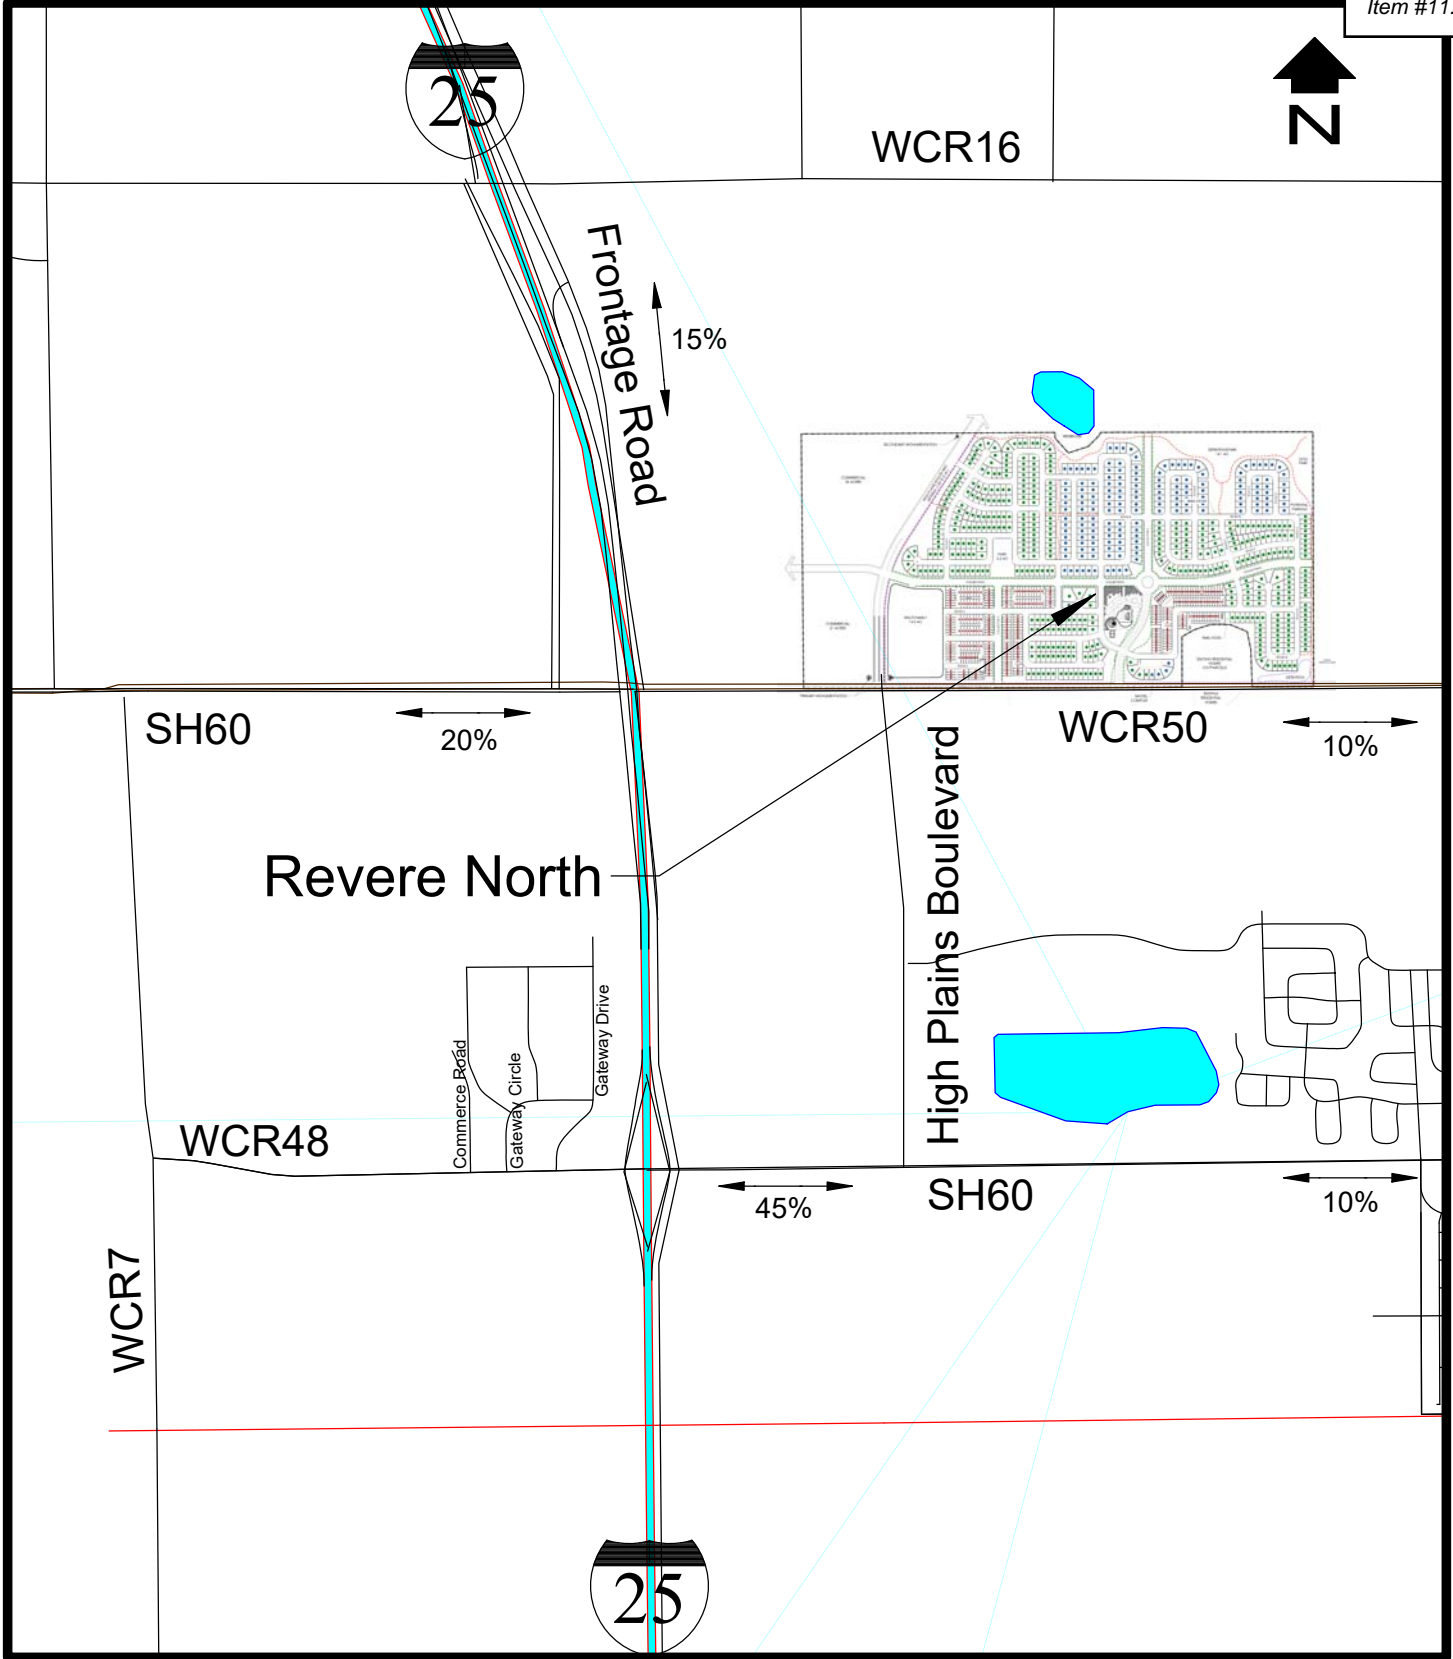 Item #11.
25
N
WCR16
Frontage Road
15%
SH60
20%
WCR50
10%
High Plains Boulevard
Revere North
Commerce Road
Gateway Circle
Gateway Drive
WCR48
45%
SH60
10%
WCR7
25